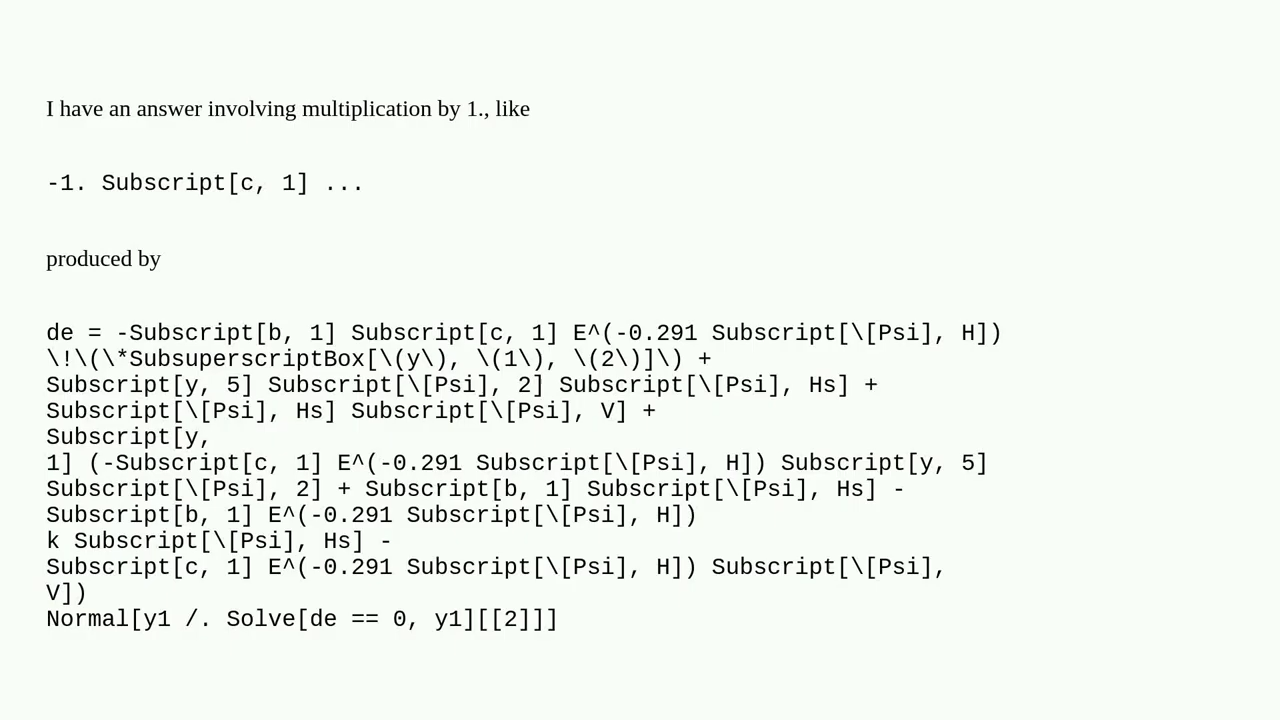 I have an answer involving multiplication by 1., like
-1. Subscript[c, 1] ...
produced by
de = -Subscript[b, 1] Subscript[c, 1] E^(-0.291 Subscript[\[Psi], H])
\!\(\*SubsuperscriptBox[\(y\), \(1\), \(2\)]\) +
Subscript[y, 5] Subscript[\[Psi], 2] Subscript[\[Psi], Hs] +
Subscript[\[Psi], Hs] Subscript[\[Psi], V] +
Subscript[y,
1] (-Subscript[c, 1] E^(-0.291 Subscript[\[Psi], H]) Subscript[y, 5]
Subscript[\[Psi], 2] + Subscript[b, 1] Subscript[\[Psi], Hs] -
Subscript[b, 1] E^(-0.291 Subscript[\[Psi], H])
k Subscript[\[Psi], Hs] -
Subscript[c, 1] E^(-0.291 Subscript[\[Psi], H]) Subscript[\[Psi],
V])
Normal[y1 /. Solve[de == 0, y1][[2]]]